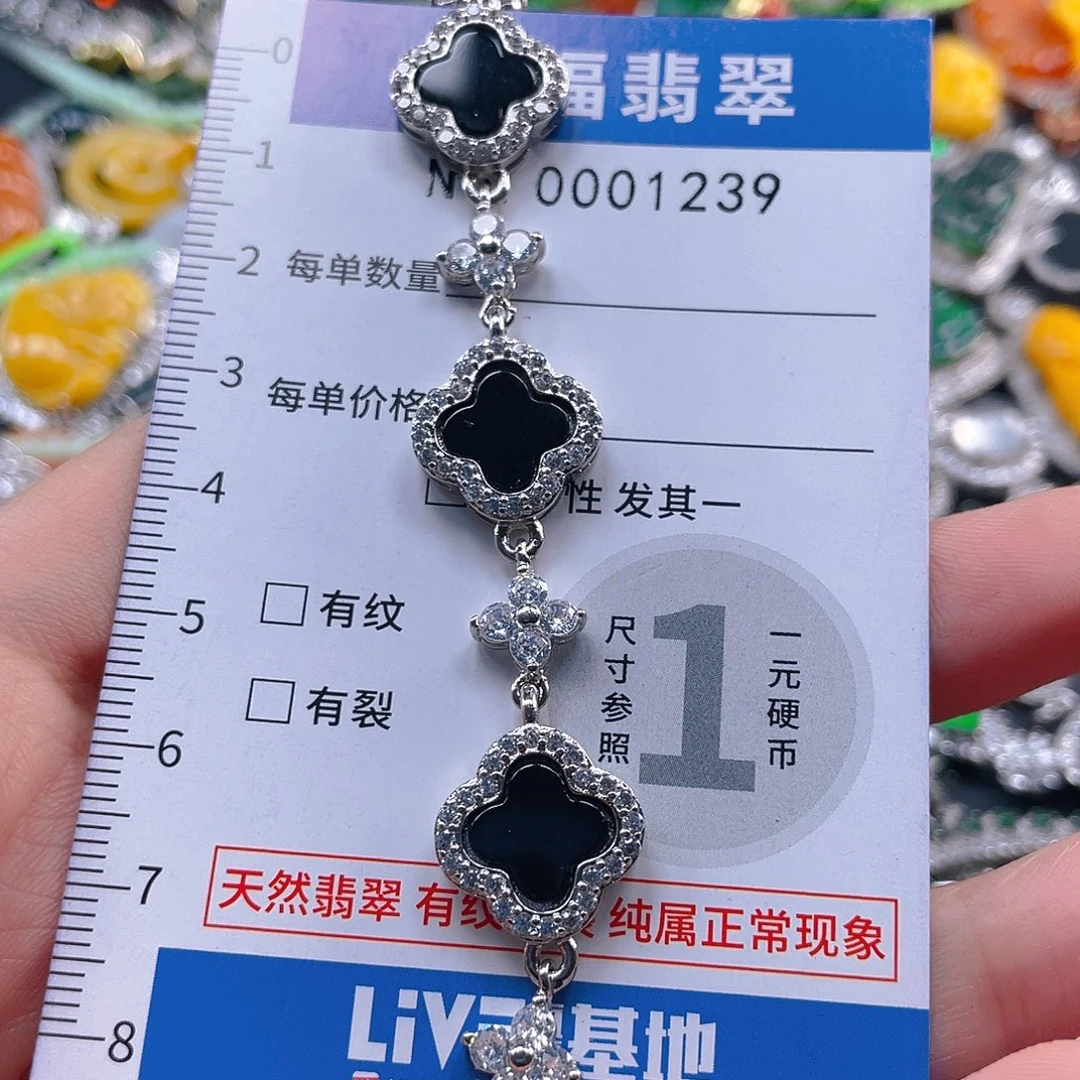 0
福翡翠
1
N 0001239
2
每单数量
3
每单价格
4
性 发其一
5
□ 有纹
尺寸参照
1
一元硬币
□ 有裂
6
7
天然翡翠 有纹 纯属正常现象
8
LiV 基地